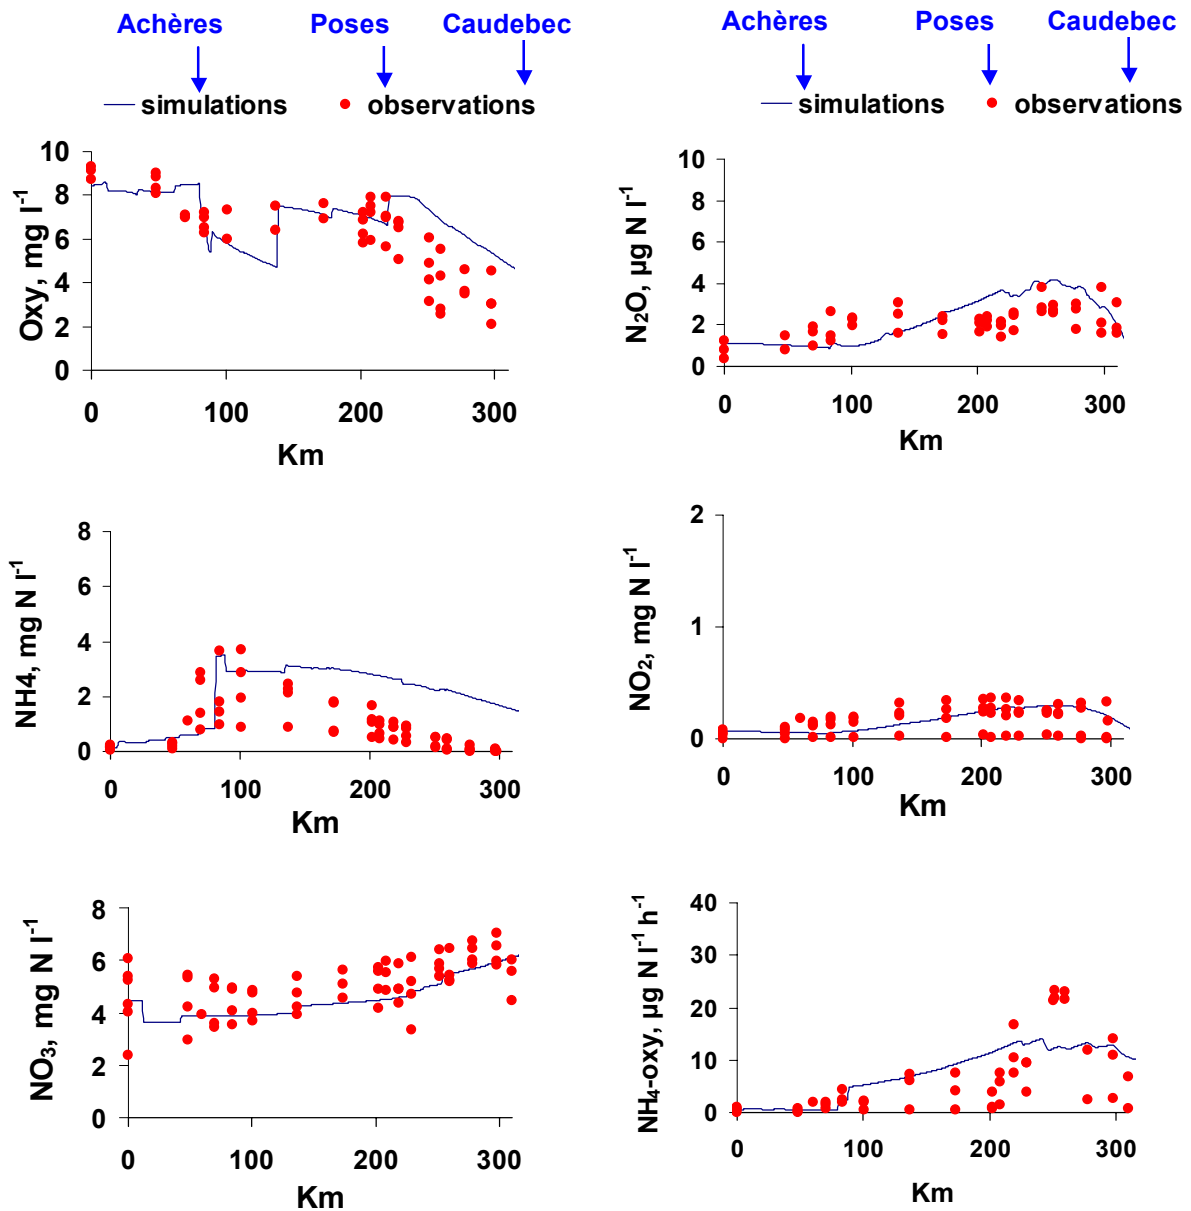 Achères Poses Caudebec
simulations observations
Oxy, mg l-1
10
8
6
4
2
0
0 100 200 300
Km
Achères Poses Caudebec
simulations observations
N2O, µg N l-1
10
8
6
4
2
0
0 100 200 300
Km
NH4, mg N l-1
8
6
4
2
0
0 100 200 300
Km
NO2, mg N l-1
2
1
0
0 100 200 300
Km
NO3, mg N l-1
8
6
4
2
0
0 100 200 300
Km
NH4-oxy, µg N l-1 h-1
40
30
20
10
0
0 100 200 300
Km